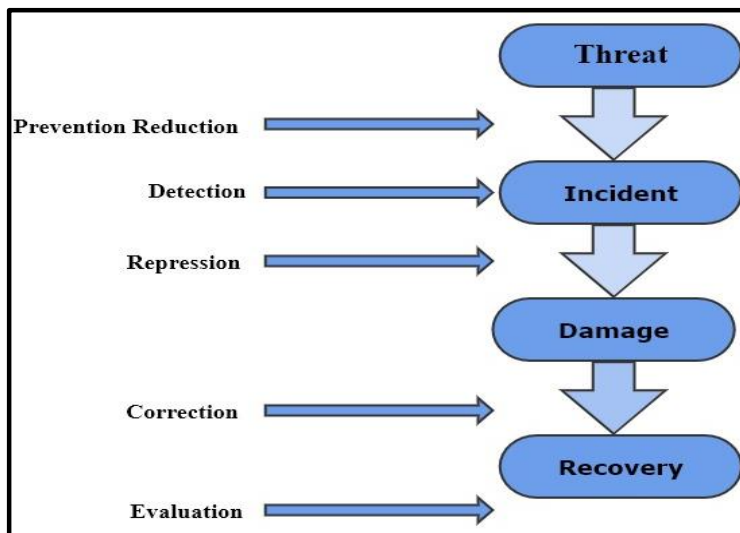 Threat
Prevention Reduction
Detection
Incident
Repression
Damage
Correction
Recovery
Evaluation